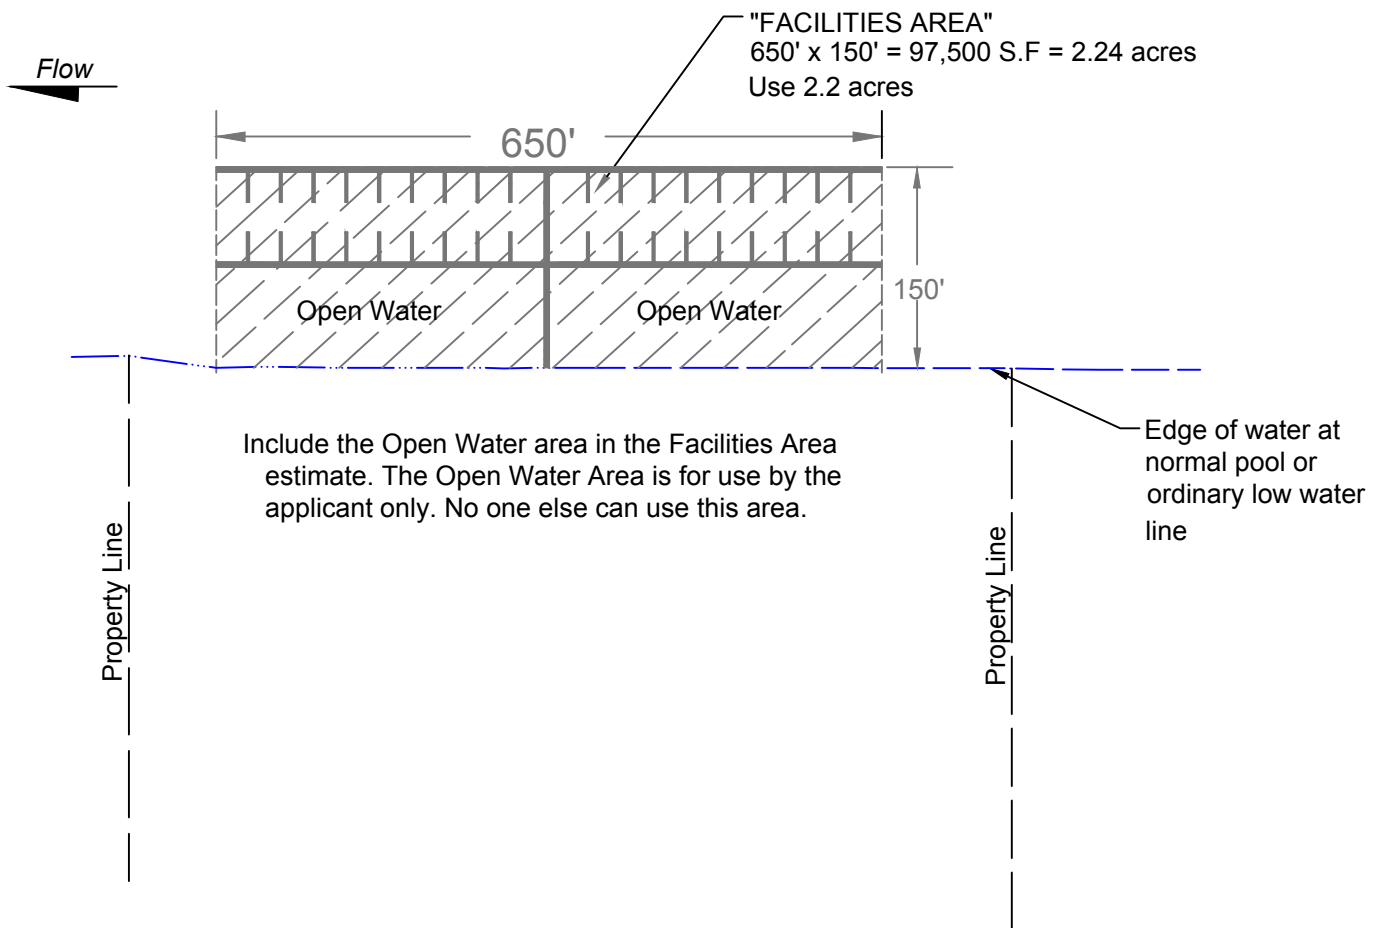 "FACILITIES AREA"
650' x 150' = 97,500 S.F = 2.24 acres
Use 2.2 acres
Flow
650'
150'
Open Water
Open Water
Include the Open Water area in the Facilities Area
estimate. The Open Water Area is for use by the
applicant only. No one else can use this area.
Edge of water at
normal pool or
ordinary low water
line
Property Line
Property Line